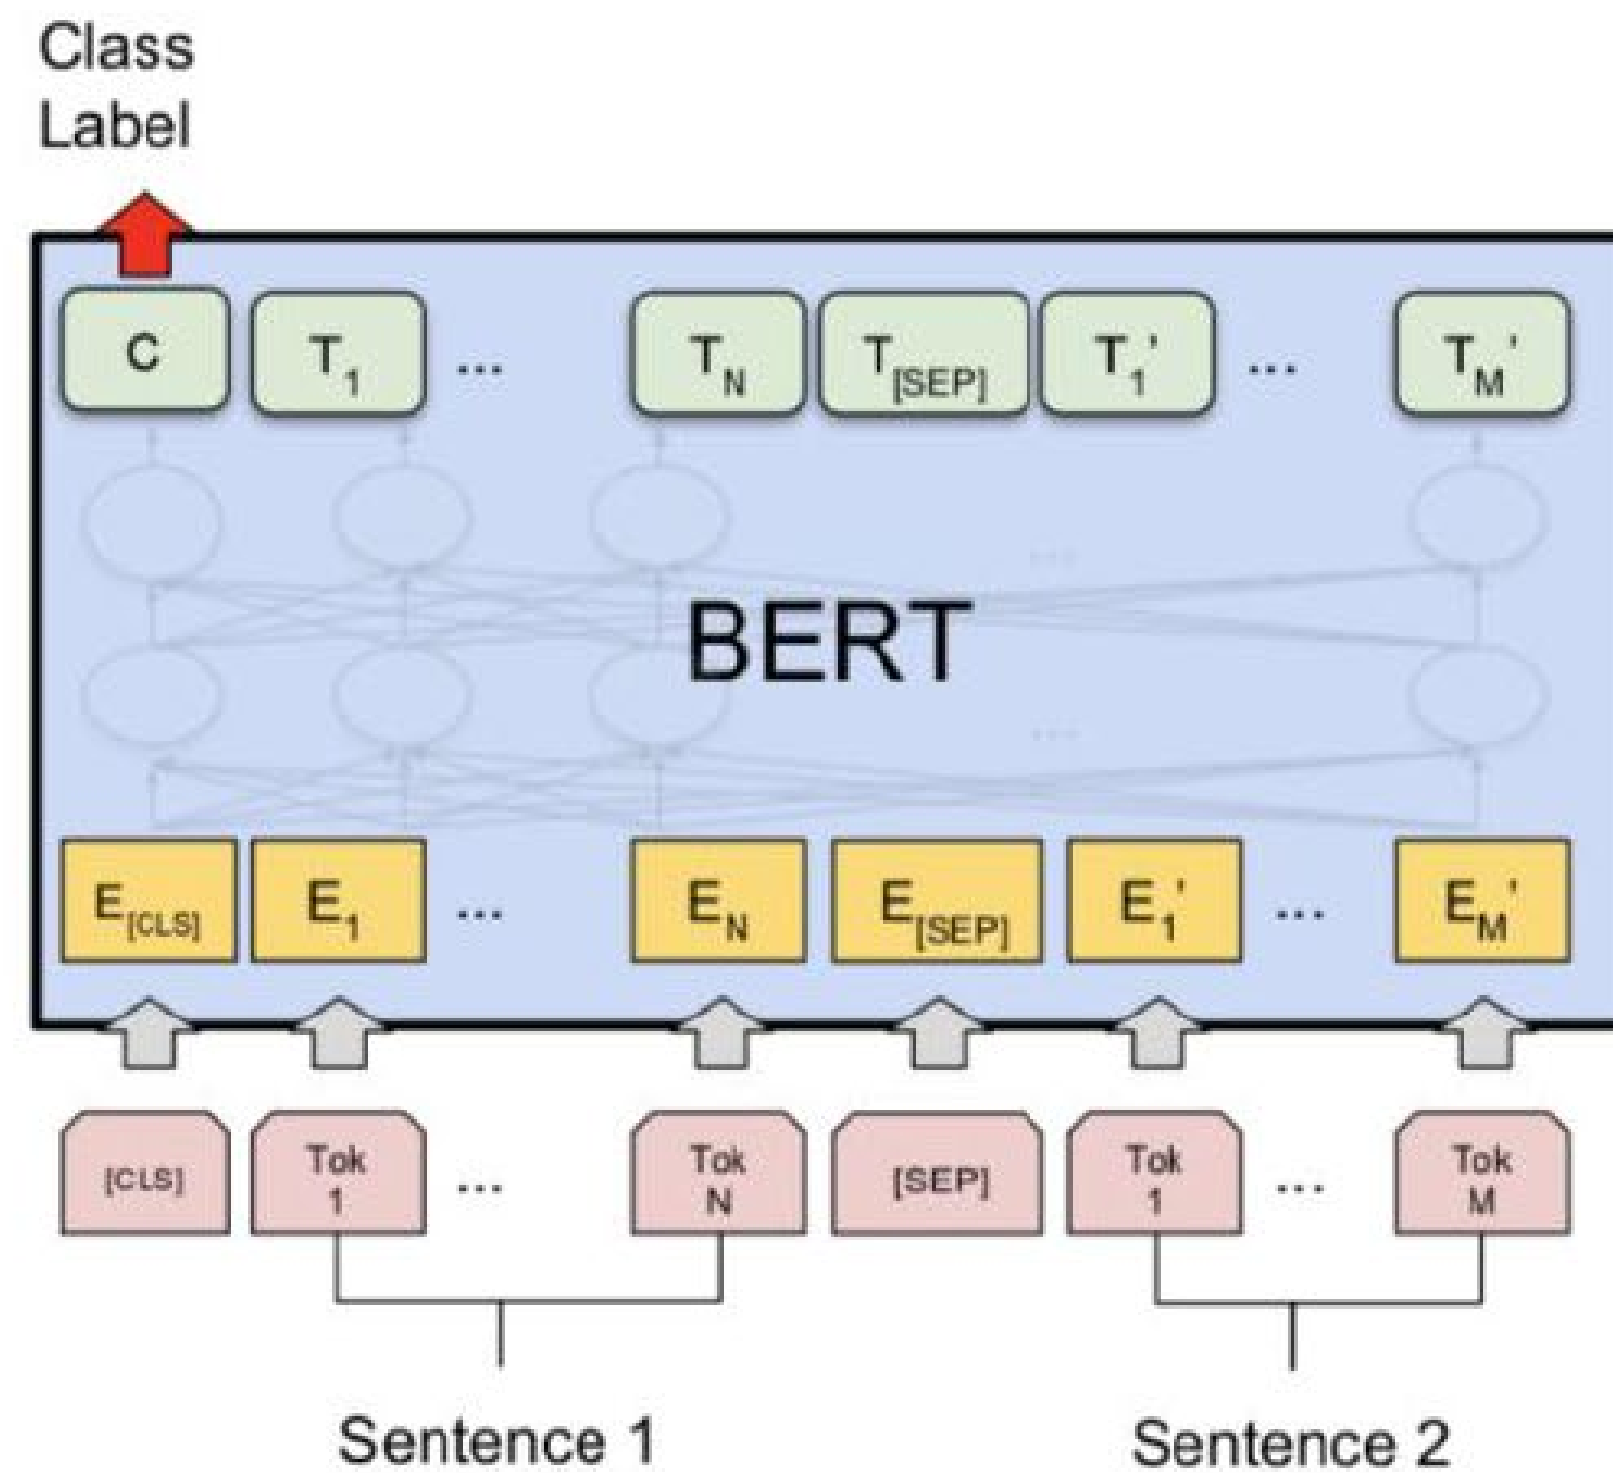 Class
Label
C T1 ... TN T[SEP] T1' ... TM'
...
BERT
...
E[CLS] E1 ... EN E[SEP] E1' ... EM'
[CLS] Tok 1 ... Tok N [SEP] Tok 1 ... Tok M
Sentence 1 Sentence 2